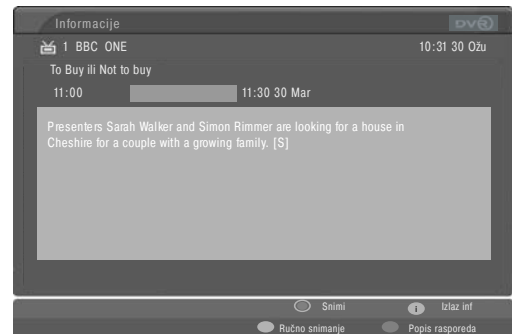 Informacije
DVR
1 BBC ONE 10:31 30 Ožu
To Buy ili Not to buy
11:00 11:30 30 Mar
Presenters Sarah Walker and Simon Rimmer are looking for a house in
Cheshire for a couple with a growing family. [S]
Snimi i Izlaz inf
Ručno snimanje Popis rasporeda